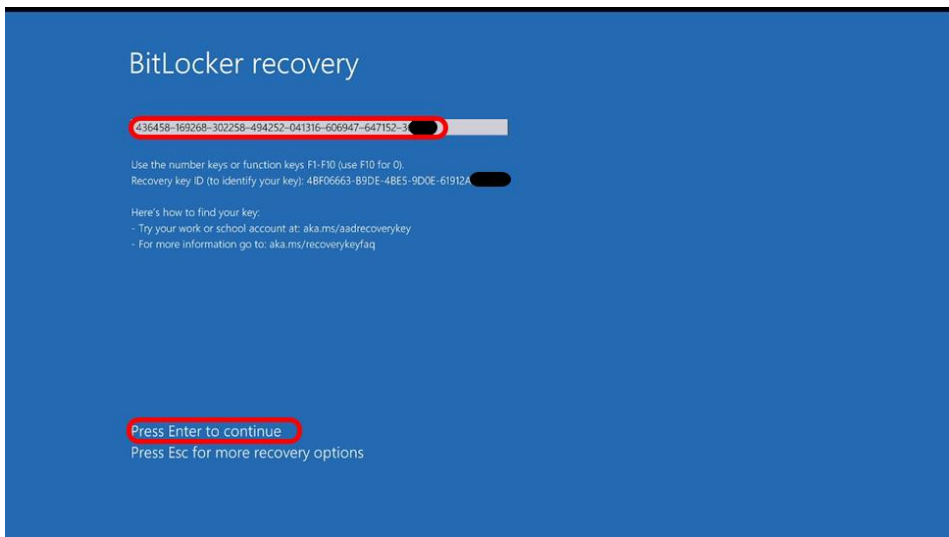 BitLocker recovery
436458-169268-302258-494252-041316-606947-647152-3
Use the number keys or function keys F1-F10 (use F10 for 0).
Recovery key ID (to identify your key): 4BF06663-B9DE-4BE5-9D0E-61912A
Here's how to find your key:
- Try your work or school account at: aka.ms/aadrecoverykey
- For more information go to: aka.ms/recoverykeyfaq
Press Enter to continue
Press Esc for more recovery options